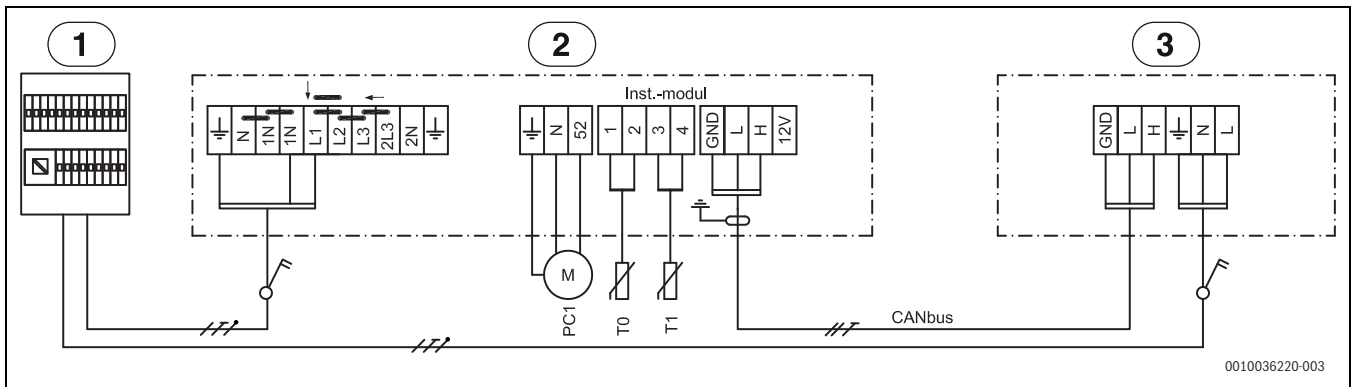 1
2
3
Inst.-modul
N
1N
1N
L1
L2
L3
2L3
2N
N
52
1
2
3
4
GND
L
H
12V
GND
L
H
N
L
M
PC1
T0
T1
CANbus
0010036220-003